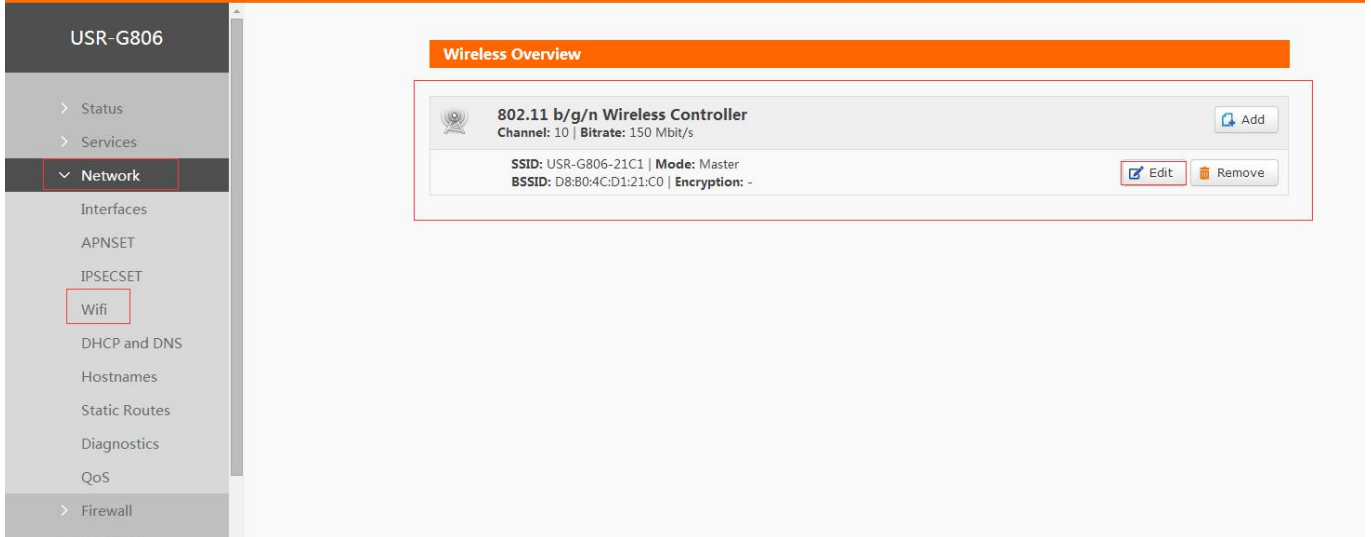 USR-G806
Status
Services
Network
Interfaces
APNSET
IPSECSET
Wifi
DHCP and DNS
Hostnames
Static Routes
Diagnostics
QoS
Firewall
Wireless Overview
802.11 b/g/n Wireless Controller
Channel: 10 | Bitrate: 150 Mbit/s
Add
SSID: USR-G806-21C1 | Mode: Master
BSSID: D8:B0:4C:D1:21:C0 | Encryption: -
Edit
Remove